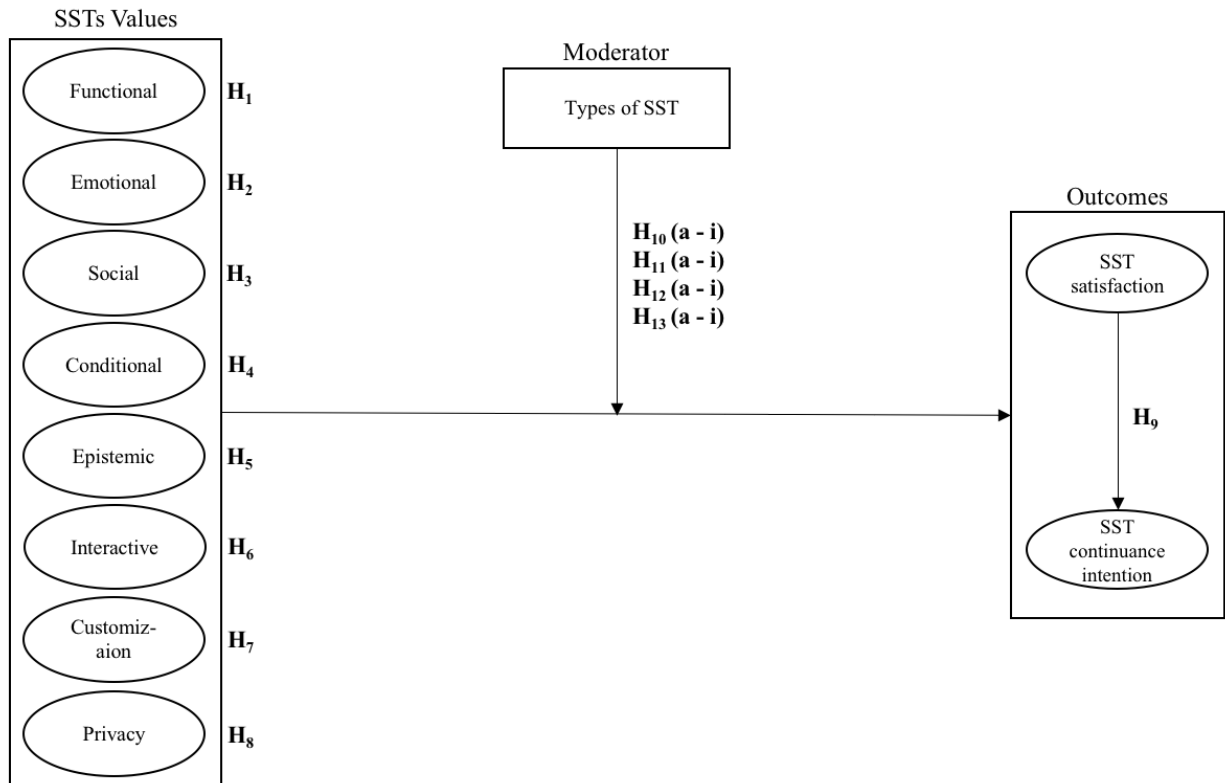 SSTs Values
Functional
H1
Emotional
H2
Social
H3
Conditional
H4
Epistemic
H5
Interactive
H6
Customiz-
aion
H7
Privacy
H8
Moderator
Types of SST
H10 (a - i)
H11 (a - i)
H12 (a - i)
H13 (a - i)
Outcomes
SST
satisfaction
H9
SST
continuance
intention